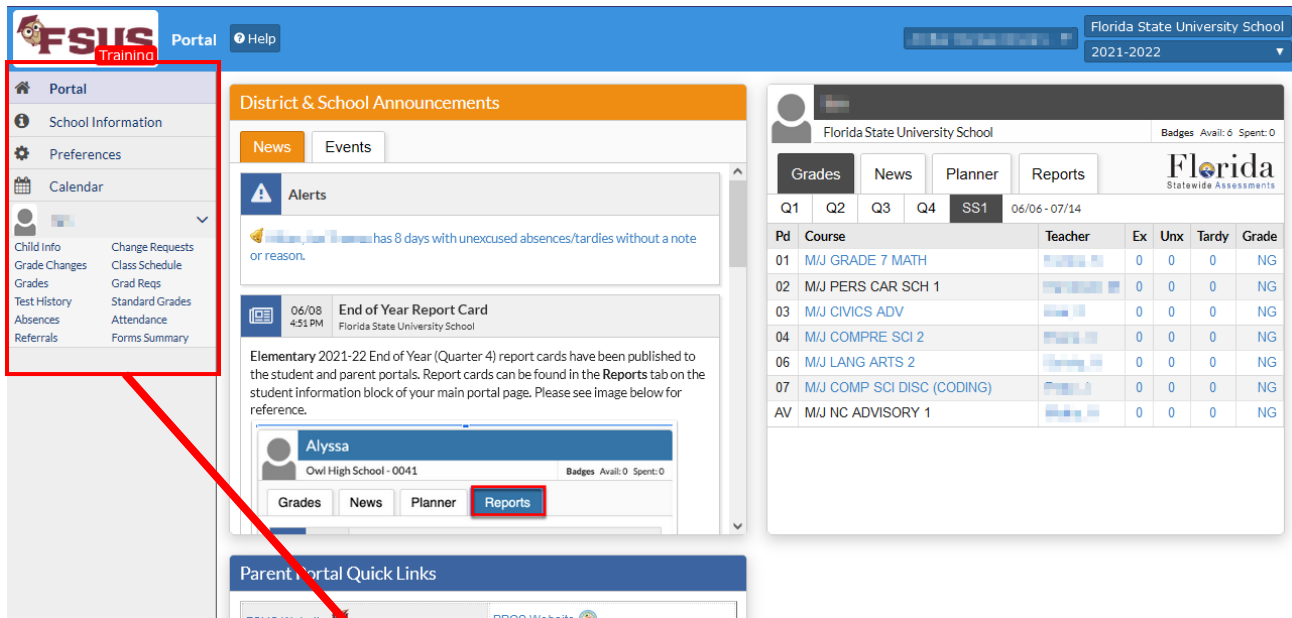 FSUS
Training
Portal
Help
Florida State University School
2021-2022
Portal
School Information
Preferences
Calendar
Child Info Change Requests
Grade Changes Class Schedule
Grades Grad Reqs
Test History Standard Grades
Absences Attendance
Referrals Forms Summary
District & School Announcements
News Events
Alerts
has 8 days with unexcused absences/tardies without a note
or reason.
06/08 End of Year Report Card
4:51 PM Florida State University School
Elementary 2021-22 End of Year (Quarter 4) report cards have been published to
the student and parent portals. Report cards can be found in the Reports tab on the
student information block of your main portal page. Please see image below for
reference.
Alyssa
Owl High School - 0041 Badges Avail: 0 Spent: 0
Grades News Planner Reports
Parent Portal Quick Links
Website
Florida State University School Badges Avail: 6 Spent: 0
Grades News Planner Reports
Florida
Statewide Assessments
Q1 Q2 Q3 Q4 SS1 06/06 - 07/14
Pd Course Teacher Ex Unx Tardy Grade
01 M/J GRADE 7 MATH 0 0 0 NG
02 M/J PERS CAR SCH 1 0 0 0 NG
03 M/J CIVICS ADV 0 0 0 NG
04 M/J COMPRE SCI 2 0 0 0 NG
06 M/J LANG ARTS 2 0 0 0 NG
07 M/J COMP SCI DISC (CODING) 0 0 0 NG
AV M/J NC ADVISORY 1 0 0 0 NG